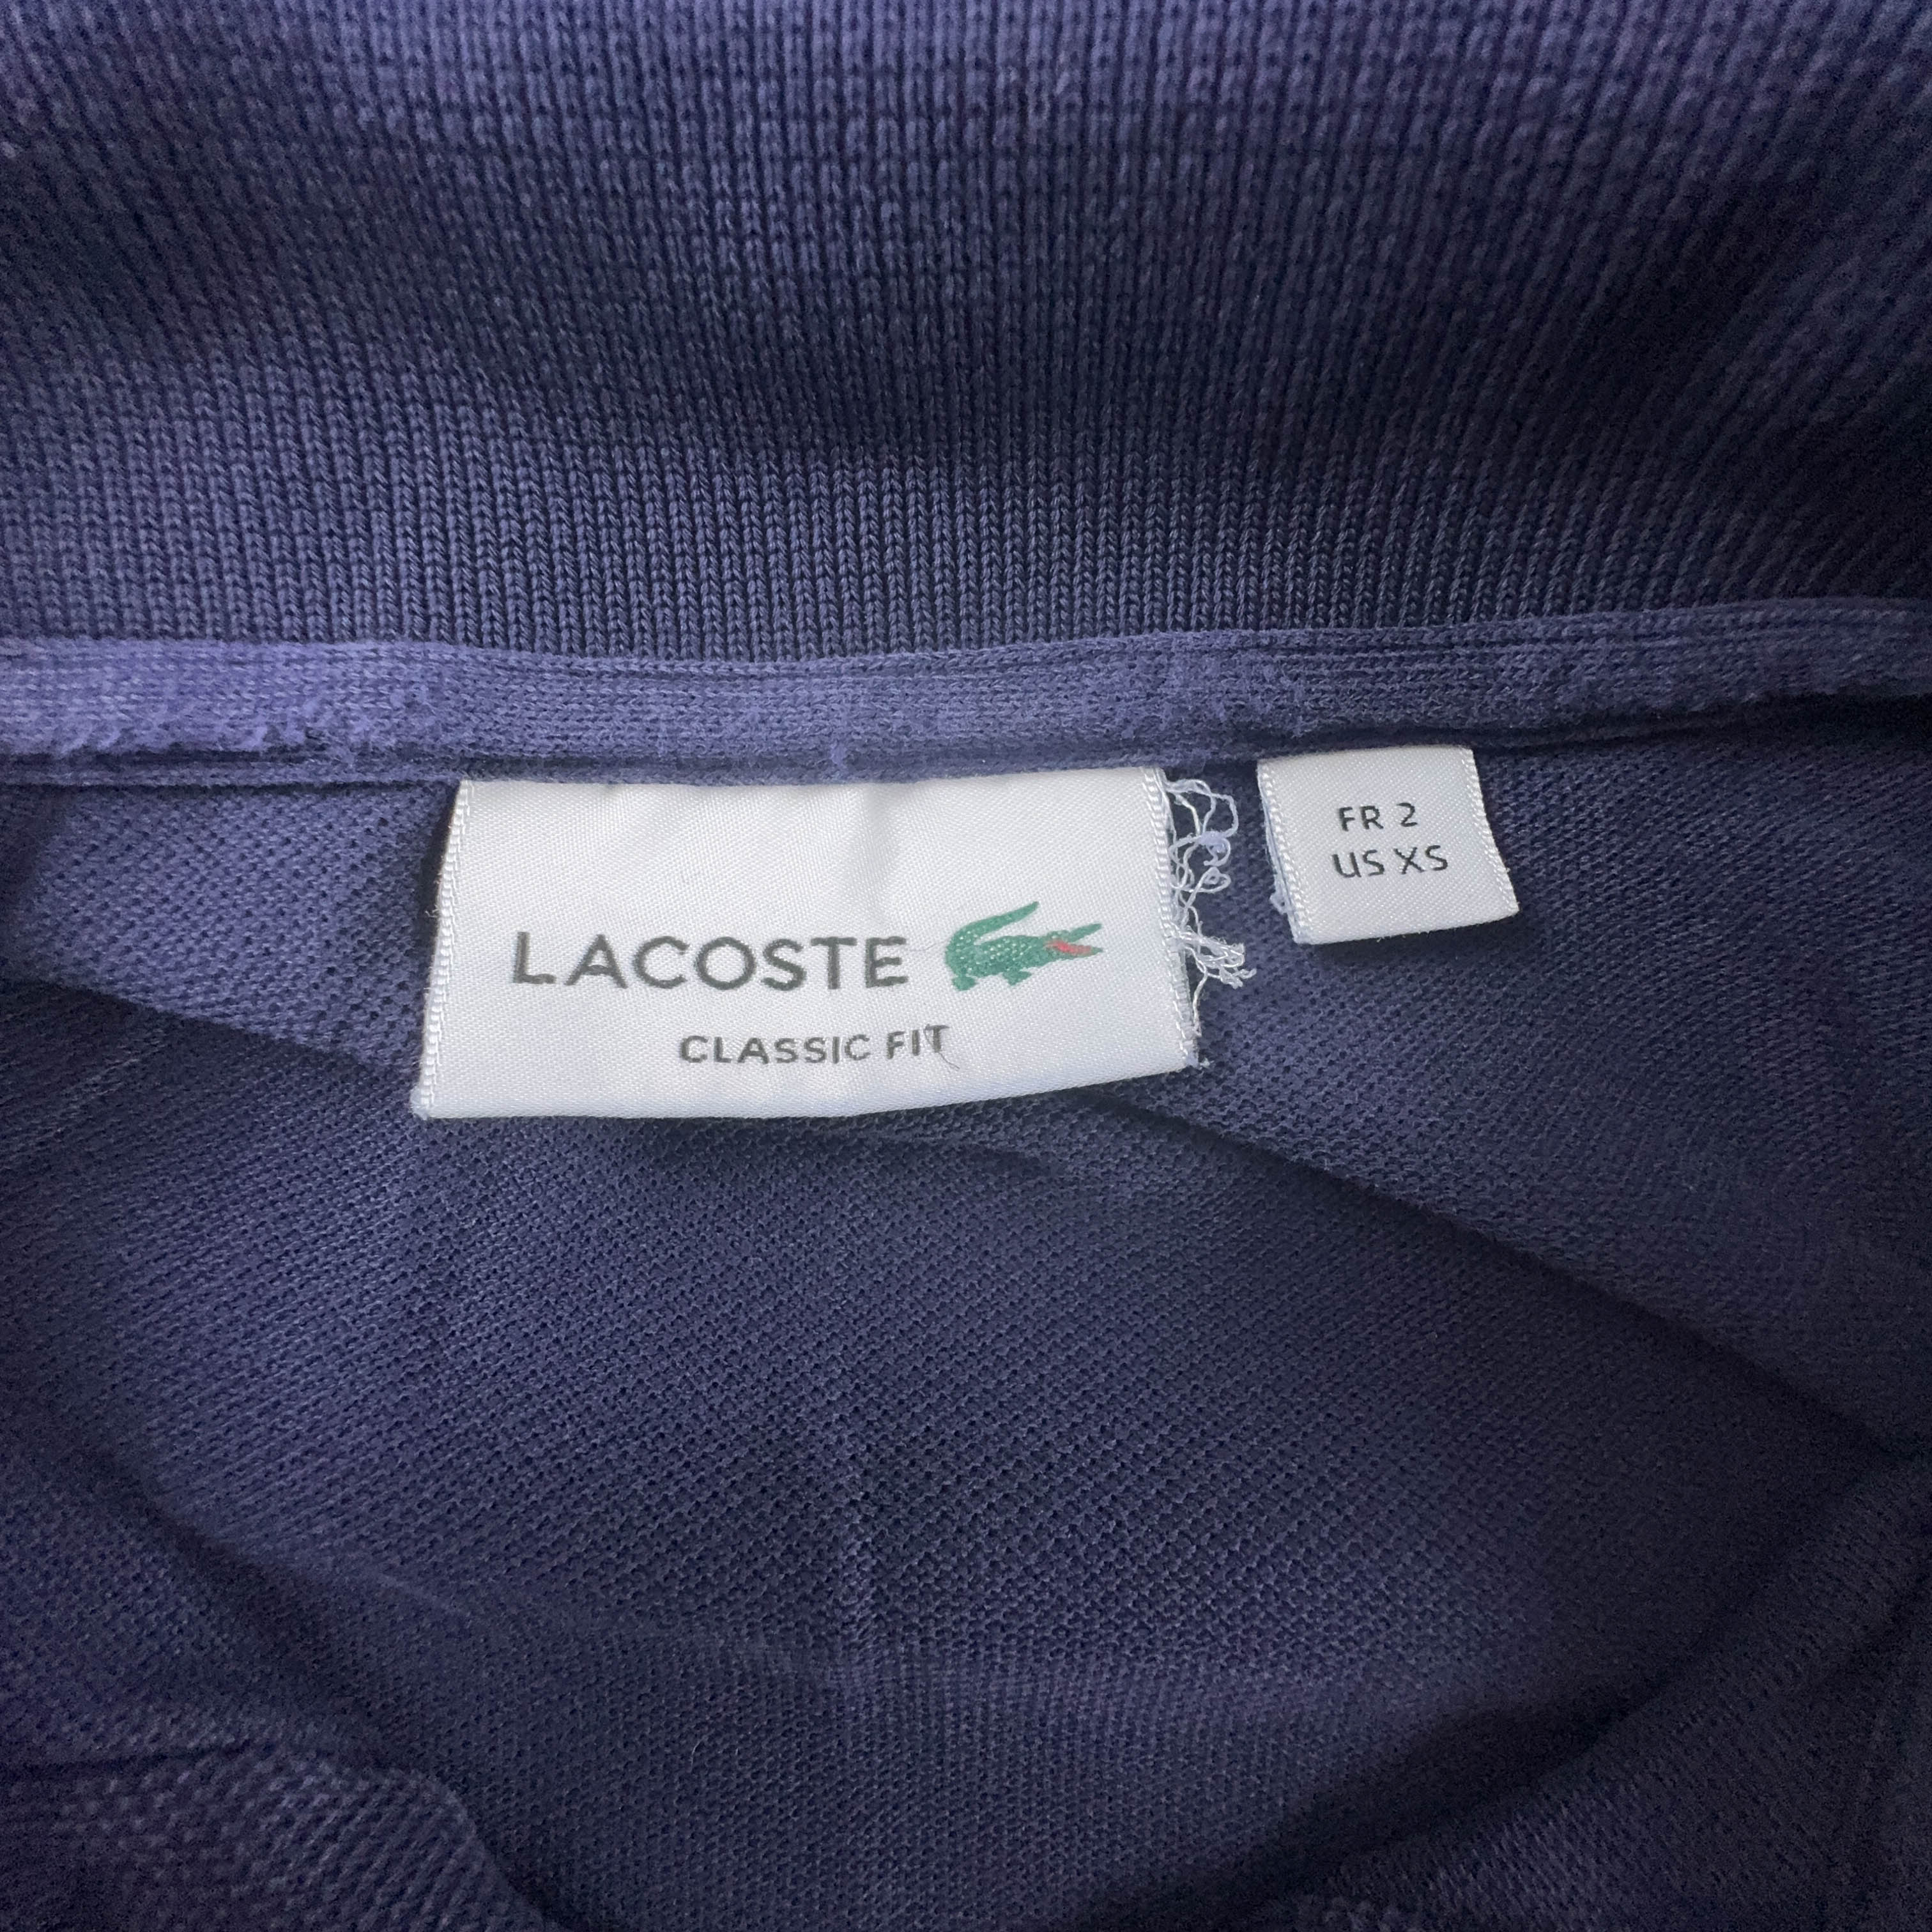 LACOSTE
CLASSIC FIT
FR 2
US XS